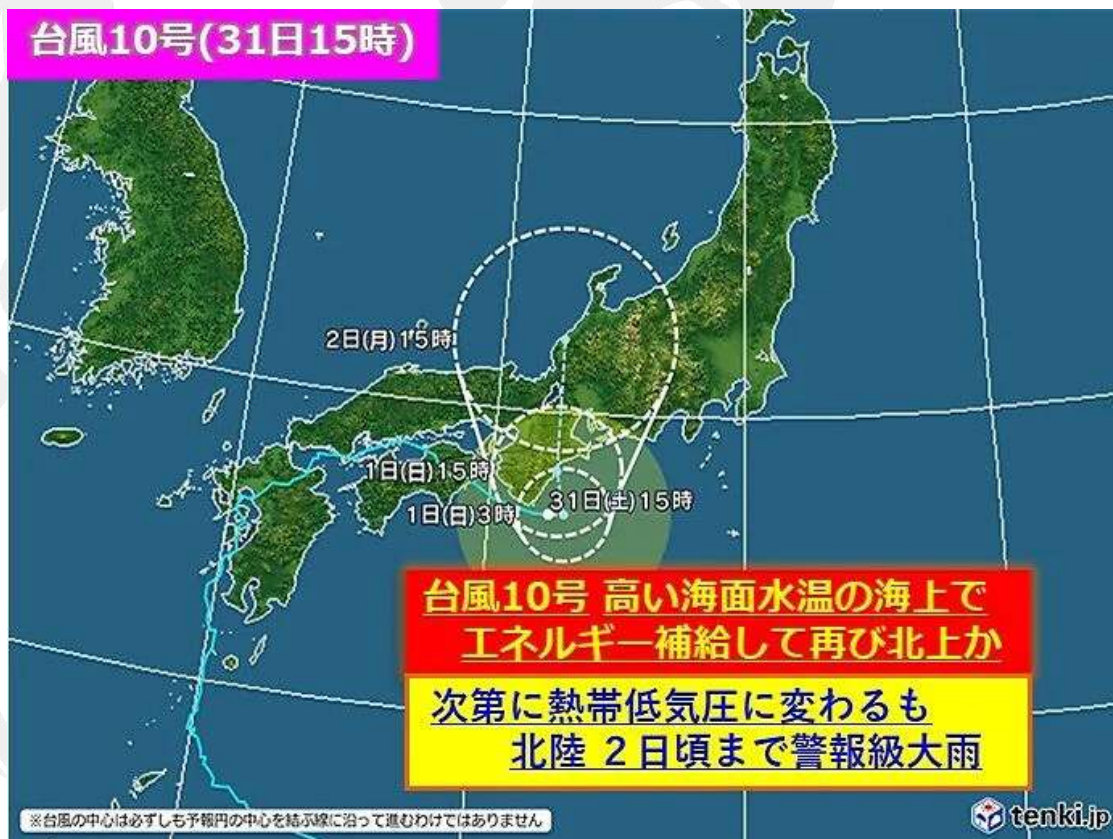 台風10号(31日15時)
2日(月)15時
1日(日)15時
1日(日)3時
31日(土)15時
台風10号 高い海面水温の海上で
エネルギー補給して再び北上か
次第に熱帯低気圧に変わるも
北陸 2日頃まで警報級大雨
※台風の中心は必ずしも予報円の中心を結ぶ線に沿って進むわけではありません
tenki.jp